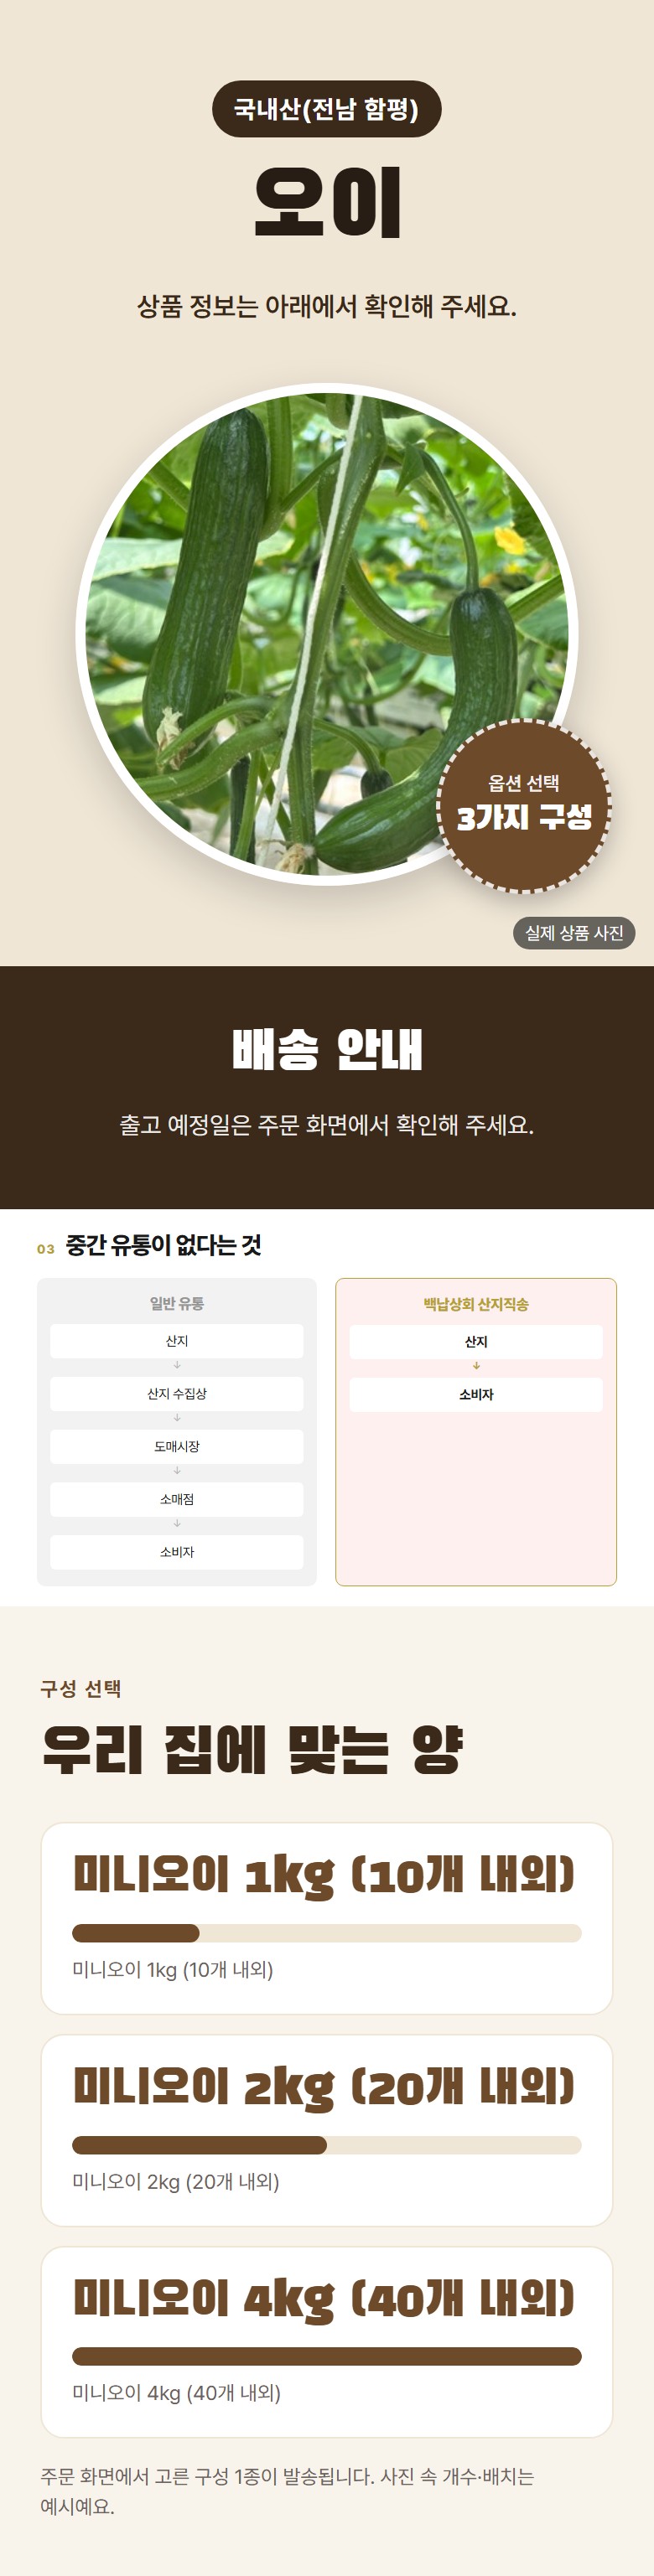 국내산(전남 함평)
오이
상품 정보는 아래에서 확인해 주세요.
옵션 선택
3가지 구성
실제 상품 사진
배송 안내
출고 예정일은 주문 화면에서 확인해 주세요.
03 중간 유통이 없다는 것
일반 유통
산지
↓
산지 수집상
↓
도매시장
↓
소매점
↓
소비자
백납상회 산지직송
산지
↓
소비자
구성 선택
우리 집에 맞는 양
미니오이 1kg (10개 내외)
미니오이 1kg (10개 내외)
미니오이 2kg (20개 내외)
미니오이 2kg (20개 내외)
미니오이 4kg (40개 내외)
미니오이 4kg (40개 내외)
주문 화면에서 고른 구성 1종이 발송됩니다. 사진 속 개수·배치는
예시예요.